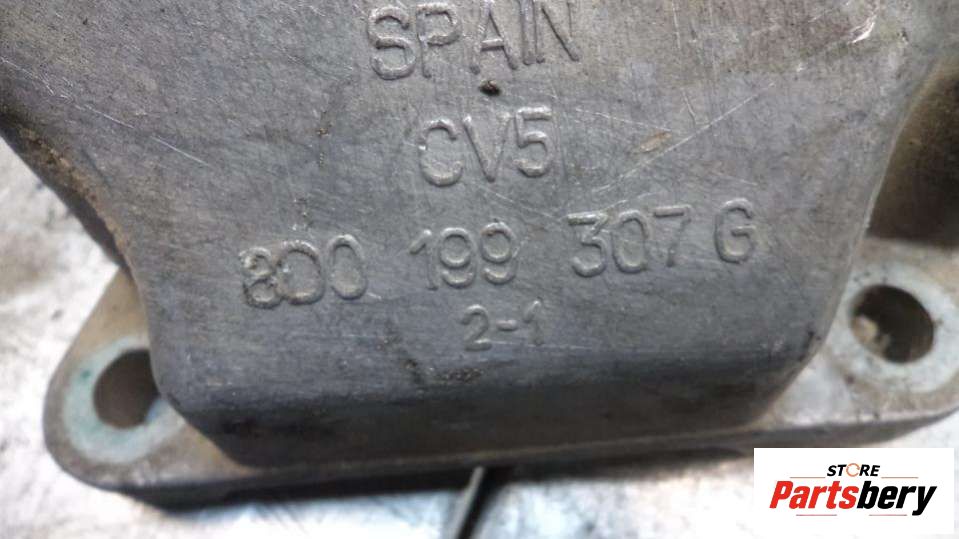 SPAIN
CV5
8D0 199 307 G
2-1
STORE
Partsbery